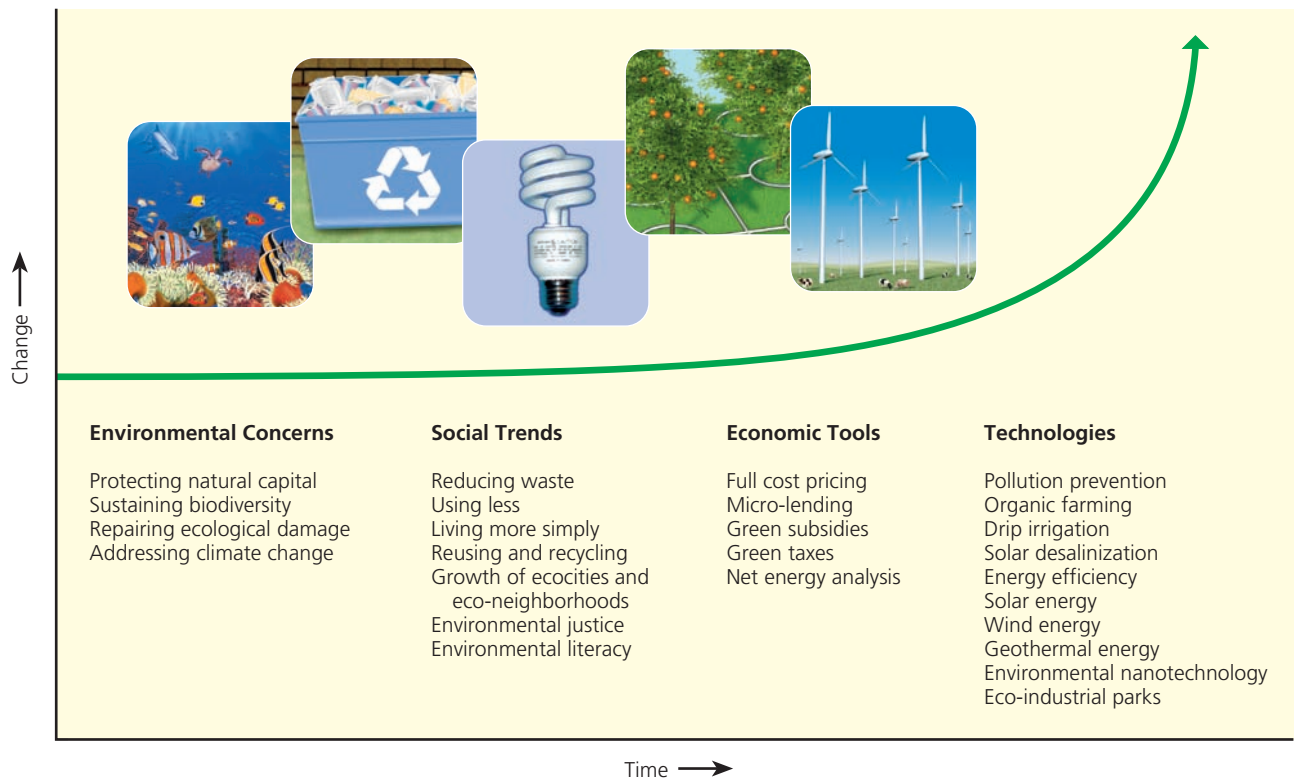 Change
Environmental Concerns
Protecting natural capital
Sustaining biodiversity
Repairing ecological damage
Addressing climate change
Social Trends
Reducing waste
Using less
Living more simply
Reusing and recycling
Growth of ecocities and
eco-neighborhoods
Environmental justice
Environmental literacy
Economic Tools
Full cost pricing
Micro-lending
Green subsidies
Green taxes
Net energy analysis
Technologies
Pollution prevention
Organic farming
Drip irrigation
Solar desalinization
Energy efficiency
Solar energy
Wind energy
Geothermal energy
Environmental nanotechnology
Eco-industrial parks
Time